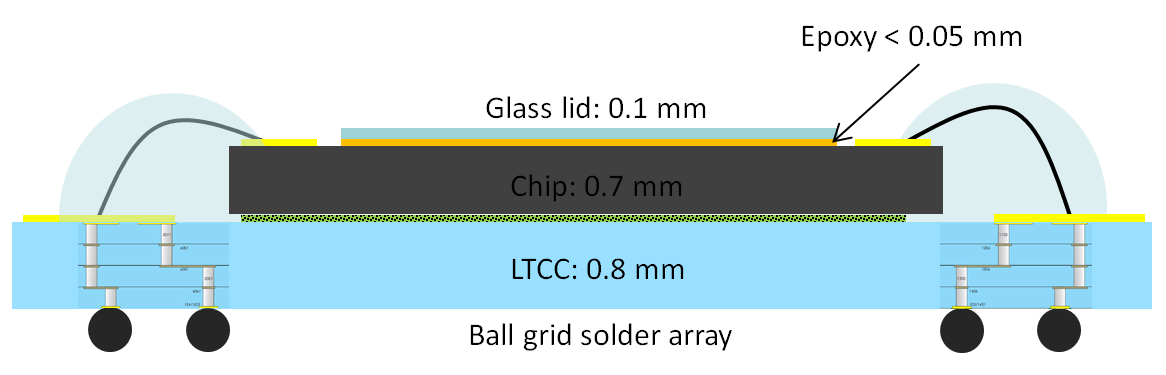 Epoxy < 0.05 mm
Glass lid: 0.1 mm
Chip: 0.7 mm
LTCC: 0.8 mm
Ball grid solder array